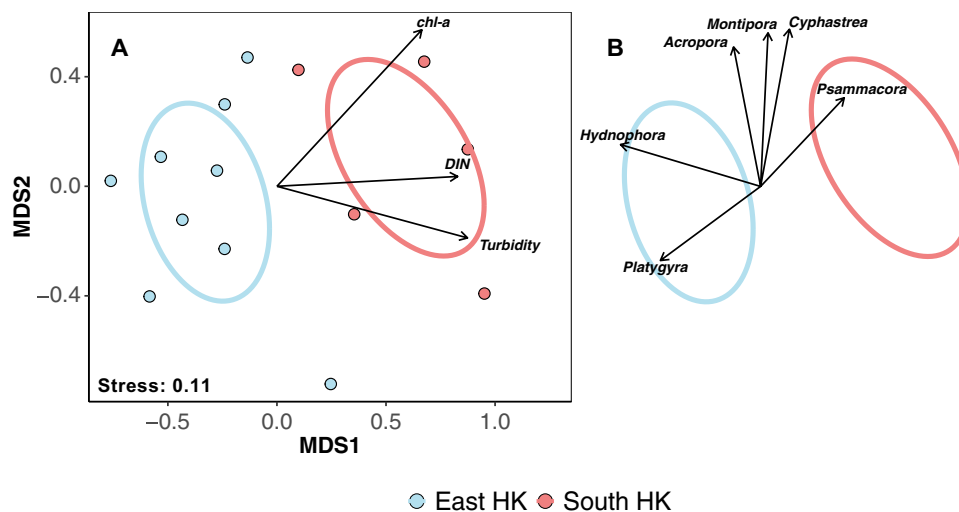 A
chl-a
DIN
Turbidity
0.4
0.0
−0.4
MDS2
Stress: 0.11
−0.5
0.0
0.5
1.0
MDS1
B
Montipora
Cyphastrea
Acropora
Psammacora
Hydnophora
Platygyra
East HK
South HK